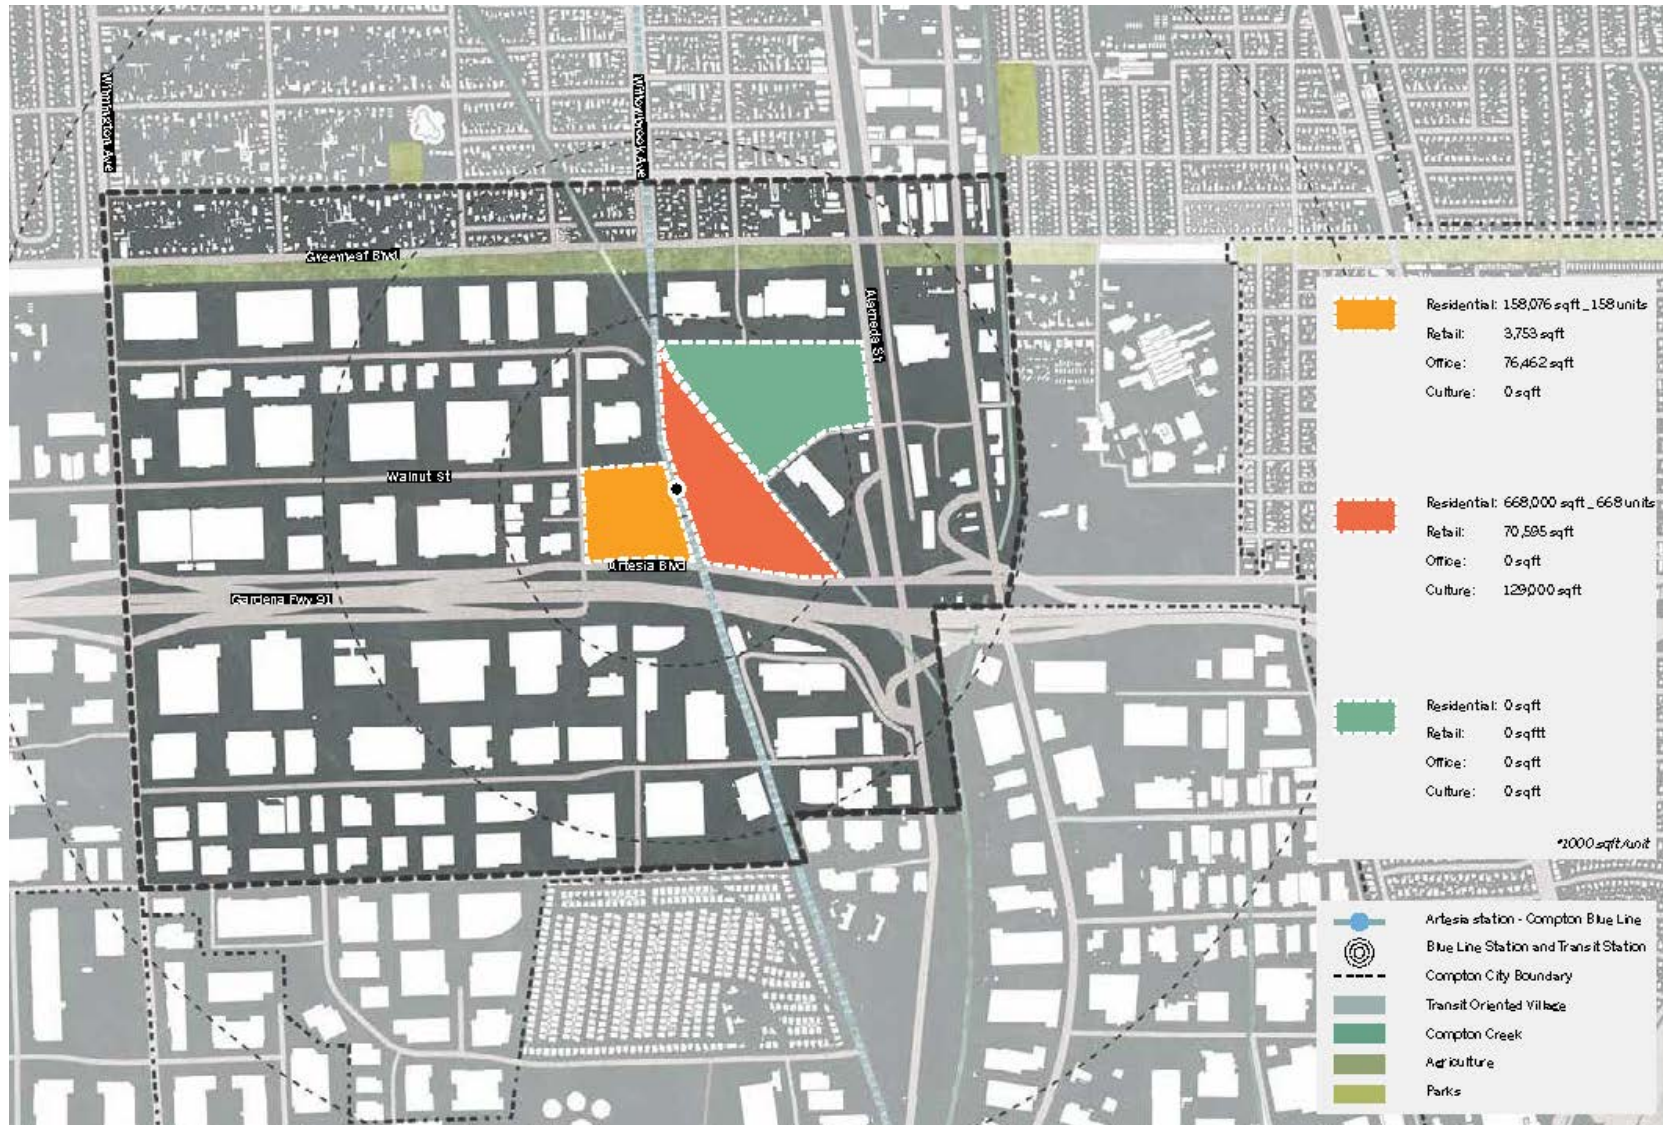 Wilmington Ave
Willowbrook Ave
Greenleaf Blvd
Alameda St
Walnut St
Artesia Blvd
Gardena Fwy 91
Residential: 158,076 sqft_158 units
Retail: 3,753 sqft
Office: 76,462 sqft
Culture: 0 sqft
Residential: 668,000 sqft_668 units
Retail: 70,595 sqft
Office: 0 sqft
Culture: 129,000 sqft
Residential: 0 sqft
Retail: 0 sqftt
Office: 0 sqft
Culture: 0 sqft
*1000 sqft/unit
Artesia station - Compton Blue Line
Blue Line Station and Transit Station
Compton City Boundary
Transit Oriented Village
Compton Creek
Agriculture
Parks